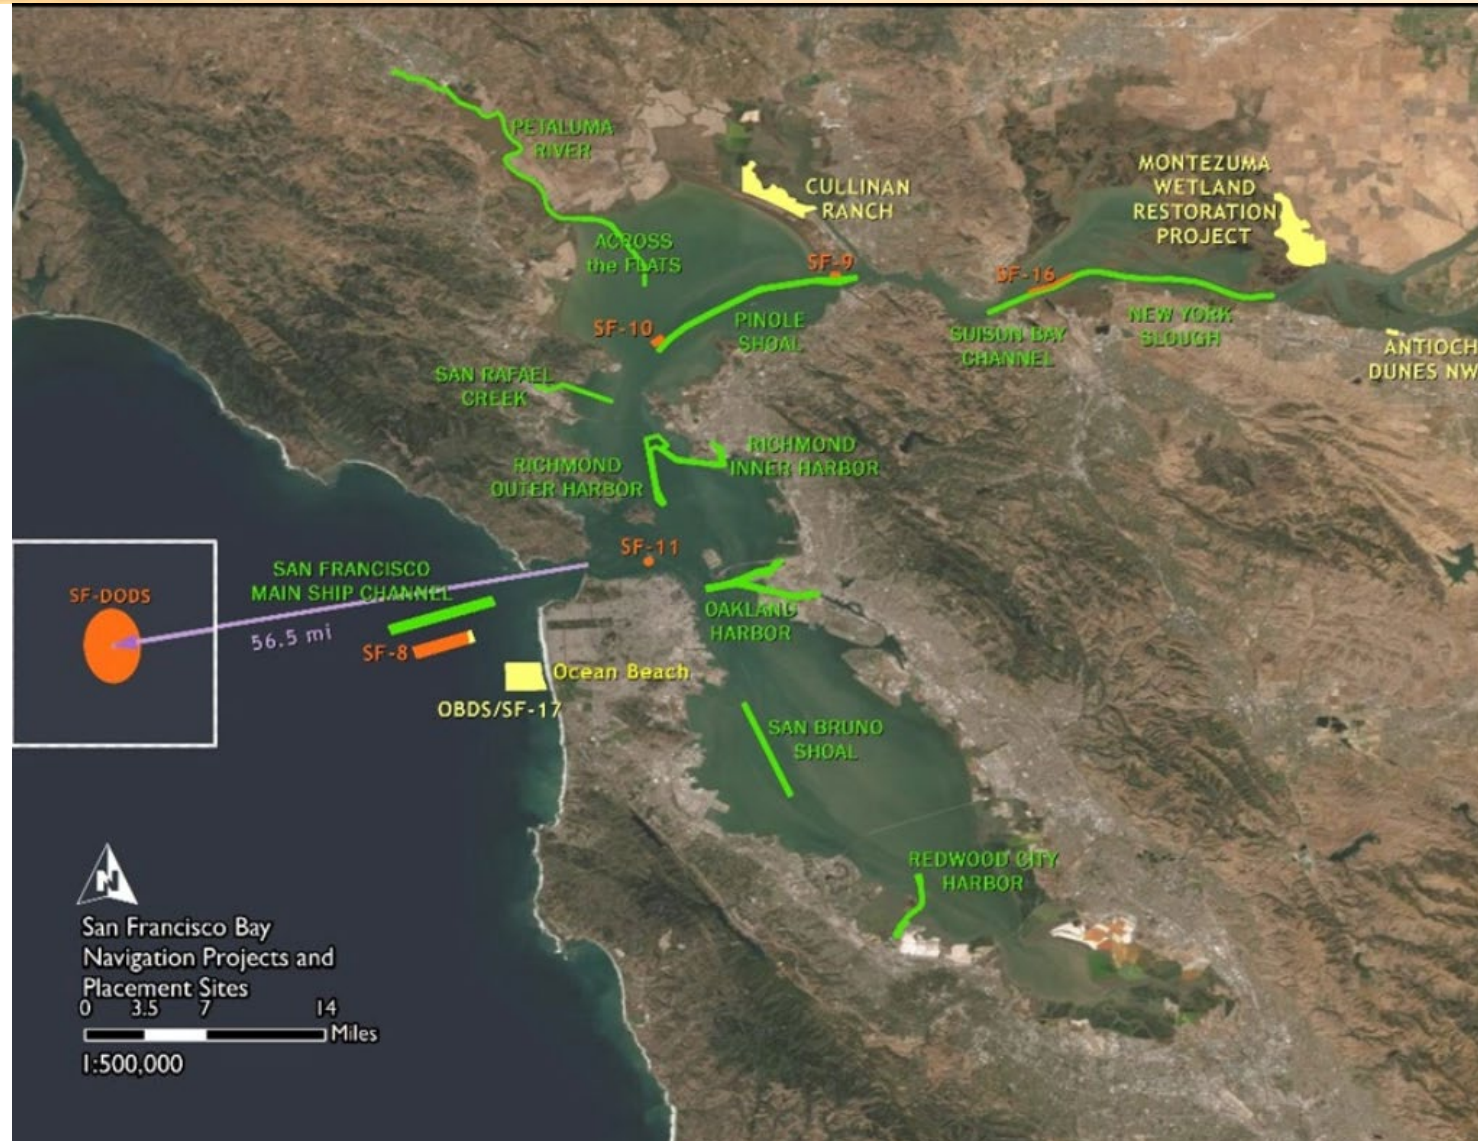 PETALUMA
RIVER
CULLINAN
RANCH
MONTEZUMA
WETLAND
RESTORATION
PROJECT
ACROSS
the FLATS
SF-9
SF-16
SF-10
PINOLE
SHOAL
SUISUN BAY
CHANNEL
NEW YORK
SLOUGH
ANTIOCH
DUNES NW
SAN RAFAEL
CREEK
RICHMOND
INNER HARBOR
RICHMOND
OUTER HARBOR
SF-11
SAN FRANCISCO
MAIN SHIP CHANNEL
SF-DODS
56.5 mi
SF-8
OAKLAND
HARBOR
Ocean Beach
OBDS/SF-17
SAN BRUNO
SHOAL
REDWOOD CITY
HARBOR
N
San Francisco Bay
Navigation Projects and
Placement Sites
0 3.5 7 14
Miles
1:500,000